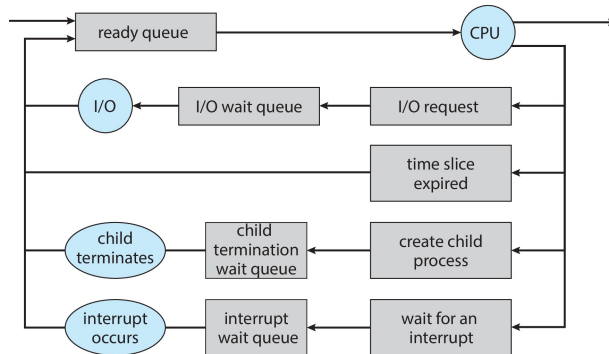 ready queue
CPU
I/O
I/O wait queue
I/O request
time slice
expired
child
terminates
child
termination
wait queue
create child
process
interrupt
occurs
interrupt
wait queue
wait for an
interrupt